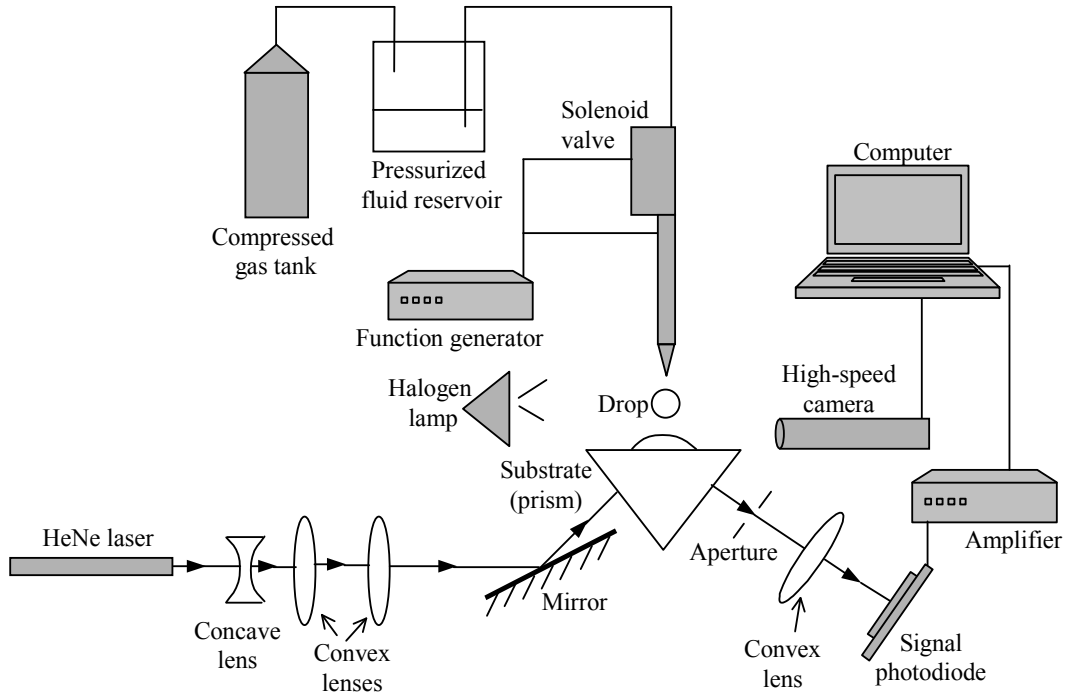 Solenoid
valve
Computer
Pressurized
fluid reservoir
Compressed
gas tank
Function generator
High-speed
camera
Halogen
lamp
Drop
Substrate
(prism)
HeNe laser
Amplifier
Aperture
Mirror
Concave
lens
Convex
lenses
Convex
lens
Signal
photodiode